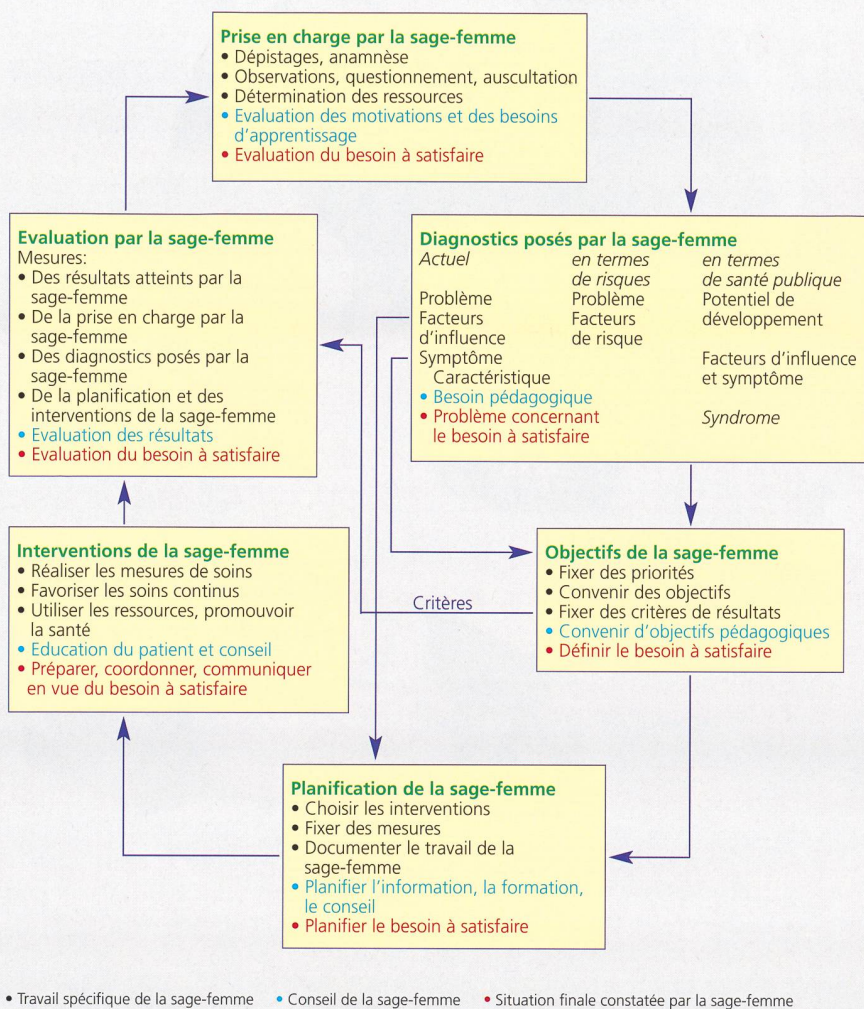 Prise en charge par la sage-femme
• Dépistages, anamnèse
• Observations, questionnement, auscultation
• Détermination des ressources
• Evaluation des motivations et des besoins
d'apprentissage
• Evaluation du besoin à satisfaire
Evaluation par la sage-femme
Mesures:
• Des résultats atteints par la
sage-femme
• De la prise en charge par la
sage-femme
• Des diagnostics posés par la
sage-femme
• De la planification et des
interventions de la sage-femme
• Evaluation des résultats
• Evaluation du besoin à satisfaire
Diagnostics posés par la sage-femme
Actuel en termes en termes
de risques de santé publique
Problème Problème Potentiel de
Facteurs Facteurs développement
d'influence de risque
Symptôme Facteurs d'influence
Caractéristique et symptôme
• Besoin pédagogique
• Problème concernant Syndrome
le besoin à satisfaire
Interventions de la sage-femme
• Réaliser les mesures de soins
• Favoriser les soins continus
• Utiliser les ressources, promouvoir
la santé
• Education du patient et conseil
• Préparer, coordonner, communiquer
en vue du besoin à satisfaire
Critères
Objectifs de la sage-femme
• Fixer des priorités
• Convenir des objectifs
• Fixer des critères de résultats
• Convenir d'objectifs pédagogiques
• Définir le besoin à satisfaire
Planification de la sage-femme
• Choisir les interventions
• Fixer des mesures
• Documenter le travail de la
sage-femme
• Planifier l'information, la formation,
le conseil
• Planifier le besoin à satisfaire
• Travail spécifique de la sage-femme • Conseil de la sage-femme • Situation finale constatée par la sage-femme